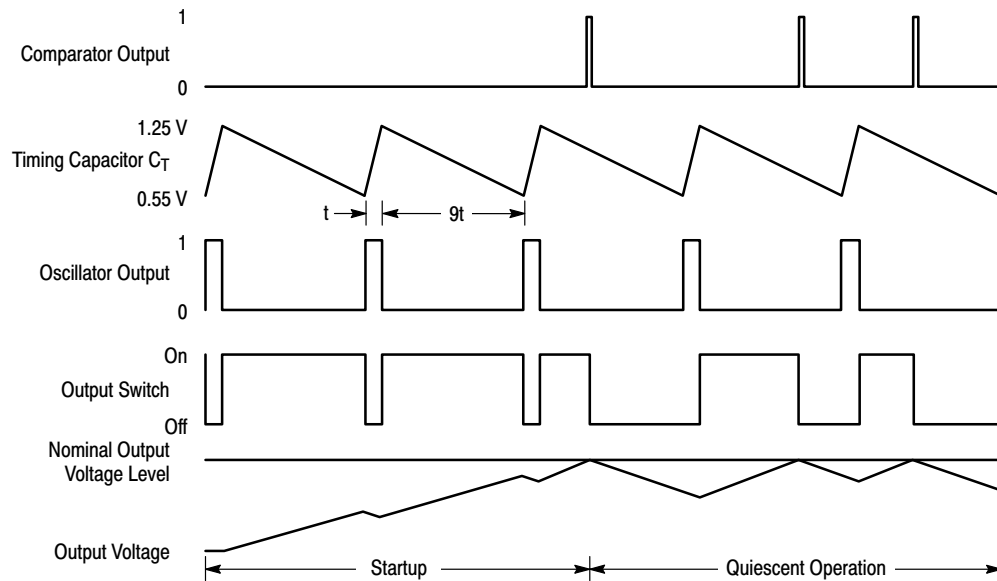 1
Comparator Output
0
1.25 V
Timing Capacitor CT
0.55 V
t
9t
1
Oscillator Output
0
On
Output Switch
Off
Nominal Output
Voltage Level
Output Voltage
Startup
Quiescent Operation